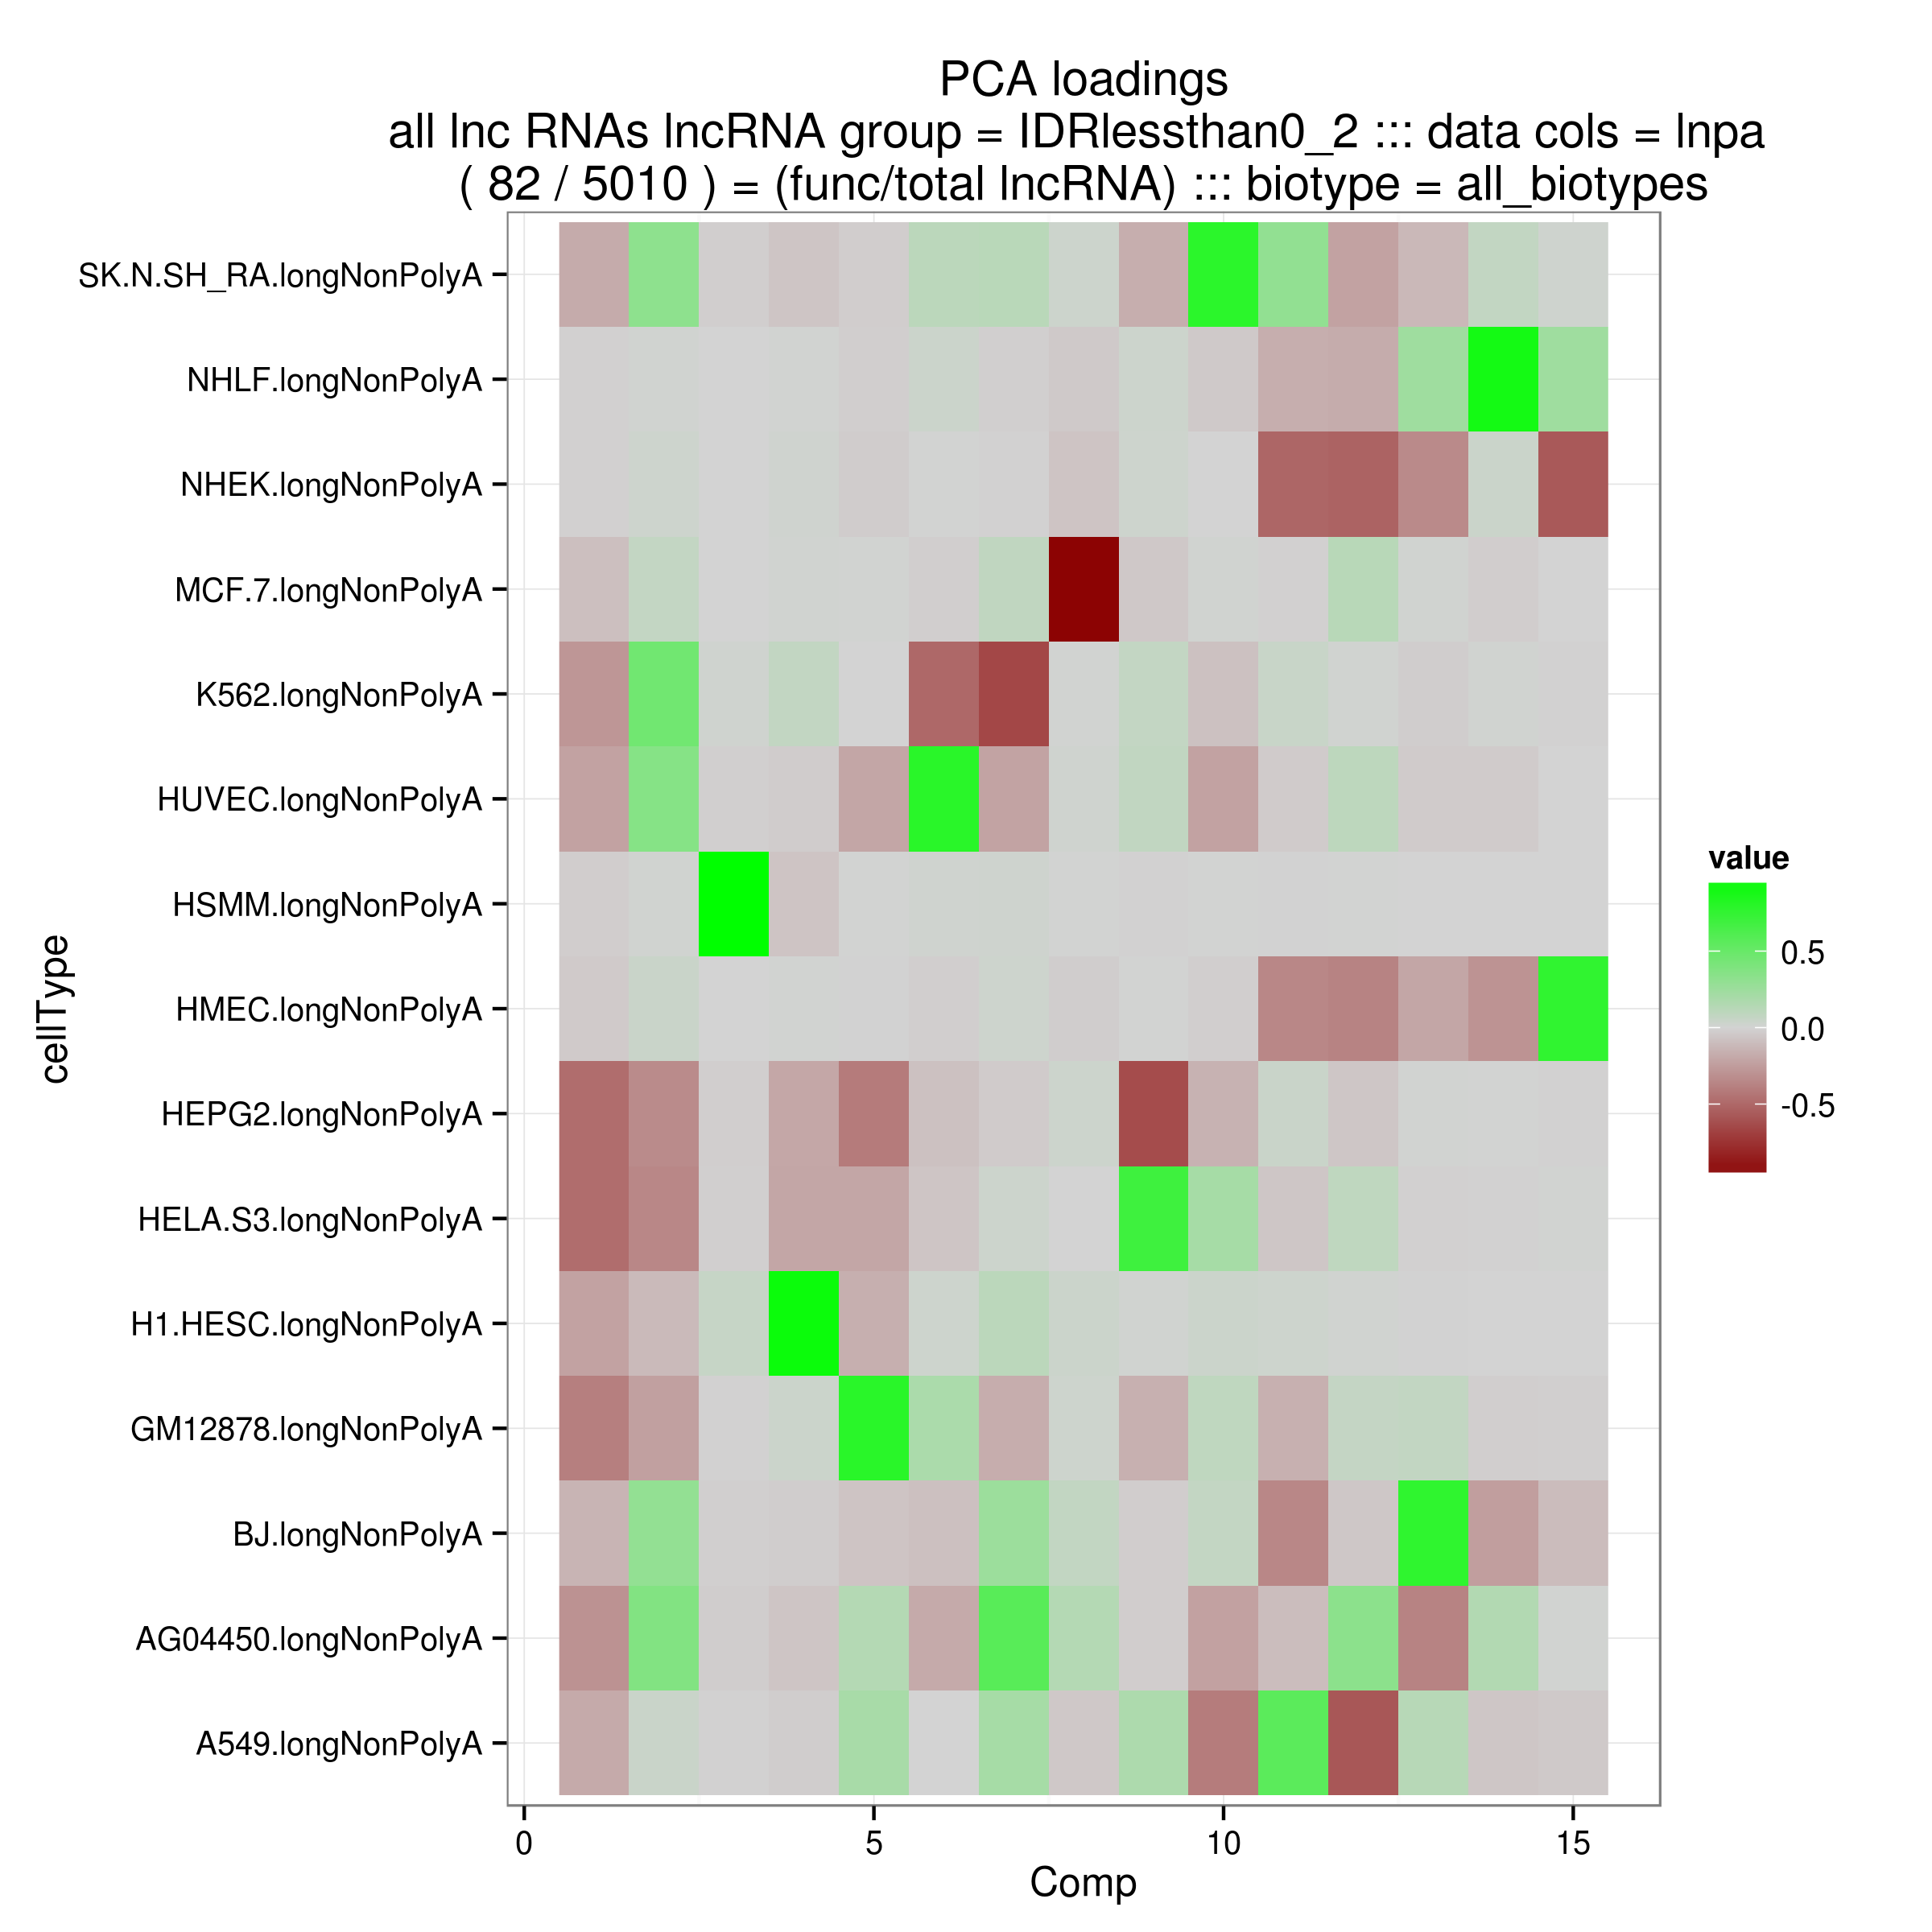 PCA loadings
all lnc RNAs lncRNA group = IDRlessthan0_2 ::: data cols = lnpa
( 82 / 5010 ) = (func/total lncRNA) ::: biotype = all_biotypes
cellType
SK.N.SH_RA.longNonPolyA
NHLF.longNonPolyA
NHEK.longNonPolyA
MCF.7.longNonPolyA
K562.longNonPolyA
HUVEC.longNonPolyA
HSMM.longNonPolyA
HMEC.longNonPolyA
HEPG2.longNonPolyA
HELA.S3.longNonPolyA
H1.HESC.longNonPolyA
GM12878.longNonPolyA
BJ.longNonPolyA
AG04450.longNonPolyA
A549.longNonPolyA
0 5 10 15
Comp
value
0.5
0.0
-0.5